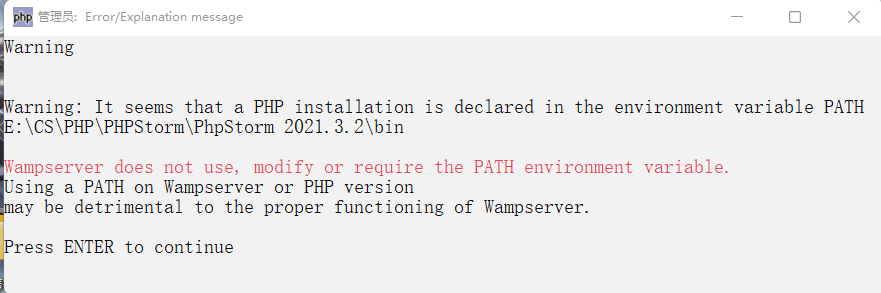 php 管理员: Error/Explanation message
Warning
Warning: It seems that a PHP installation is declared in the environment variable PATH
E:\CS\PHP\PHPStorm\PhpStorm 2021.3.2\bin
Wampserver does not use, modify or require the PATH environment variable.
Using a PATH on Wampserver or PHP version
may be detrimental to the proper functioning of Wampserver.
Press ENTER to continue